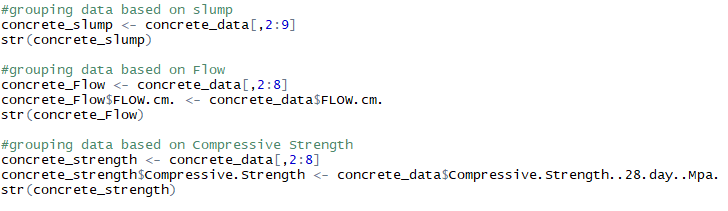 #grouping data based on slump
concrete_slump <- concrete_data[,2:9]
str(concrete_slump)
#grouping data based on Flow
concrete_Flow <- concrete_data[,2:8]
concrete_Flow$FLOW.cm. <- concrete_data$FLOW.cm.
str(concrete_Flow)
#grouping data based on Compressive Strength
concrete_strength <- concrete_data[,2:8]
concrete_strength$Compressive.Strength <- concrete_data$Compressive.Strength..28.day..Mpa.
str(concrete_strength)